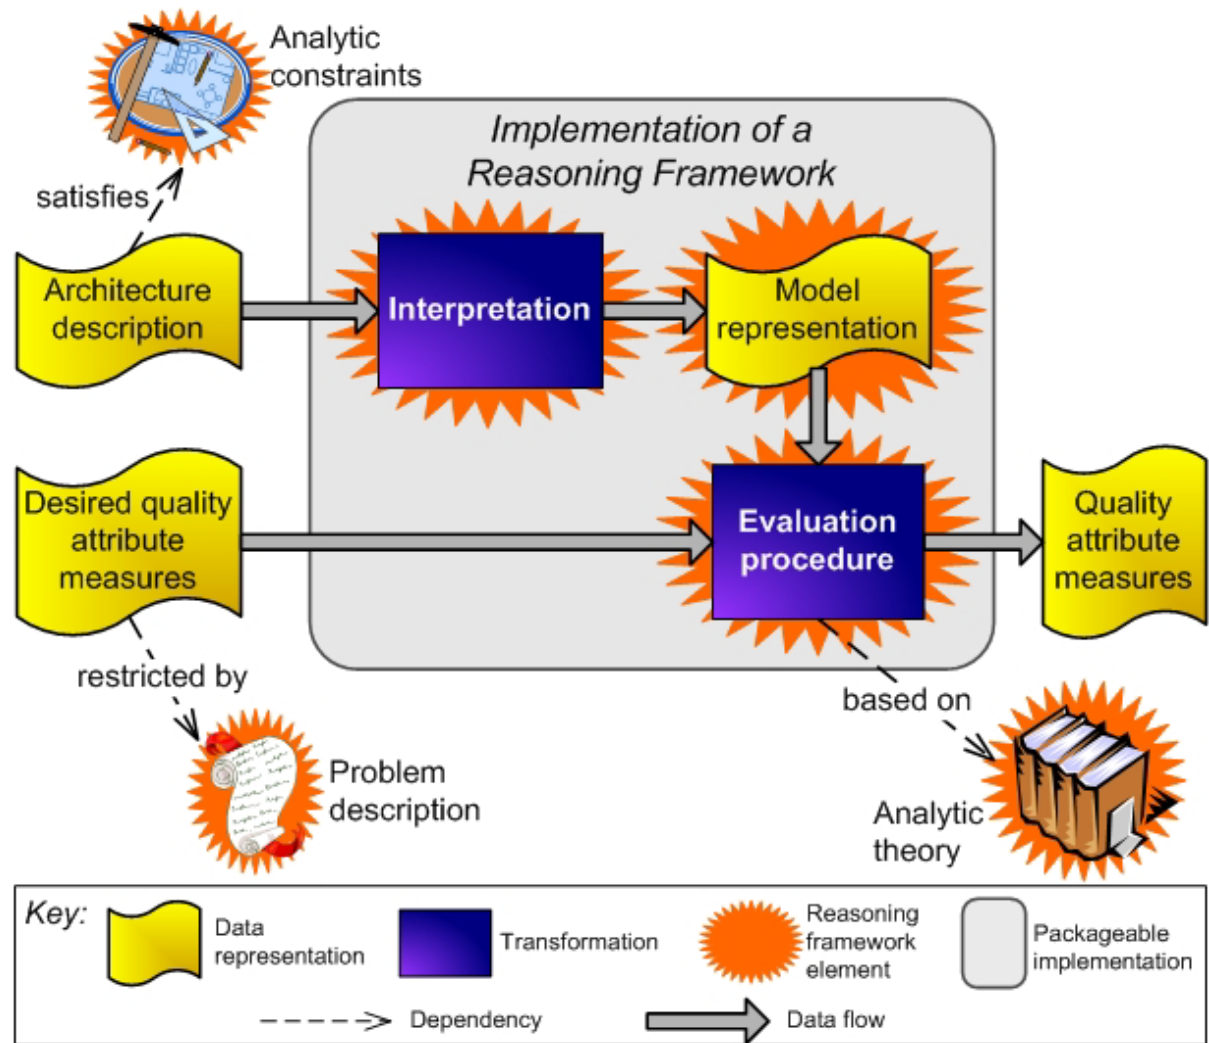 Analytic
constraints
Implementation of a
Reasoning Framework
satisfies
Architecture
description
Interpretation
Model
representation
Desired quality
attribute
measures
Evaluation
procedure
Quality
attribute
measures
restricted by
based on
Problem
description
Analytic
theory
Key:
Data
representation
Transformation
Reasoning
framework
element
Packageable
implementation
Dependency
Data flow